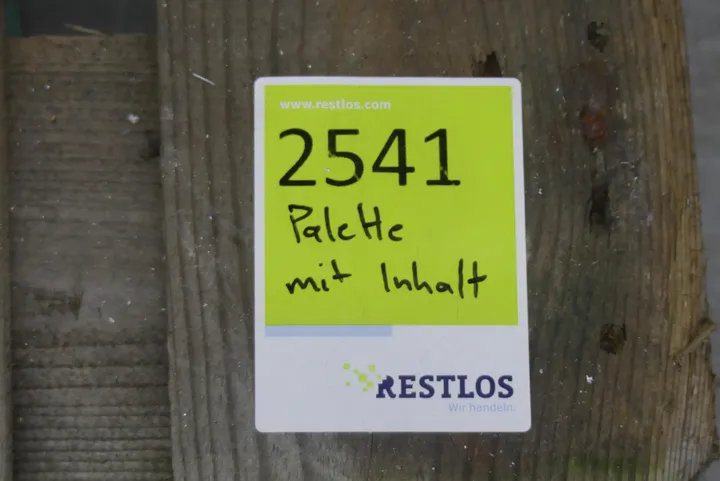 www.restlos.com
2541
Palette
mit Inhalt
RESTLOS
Wir handeln.